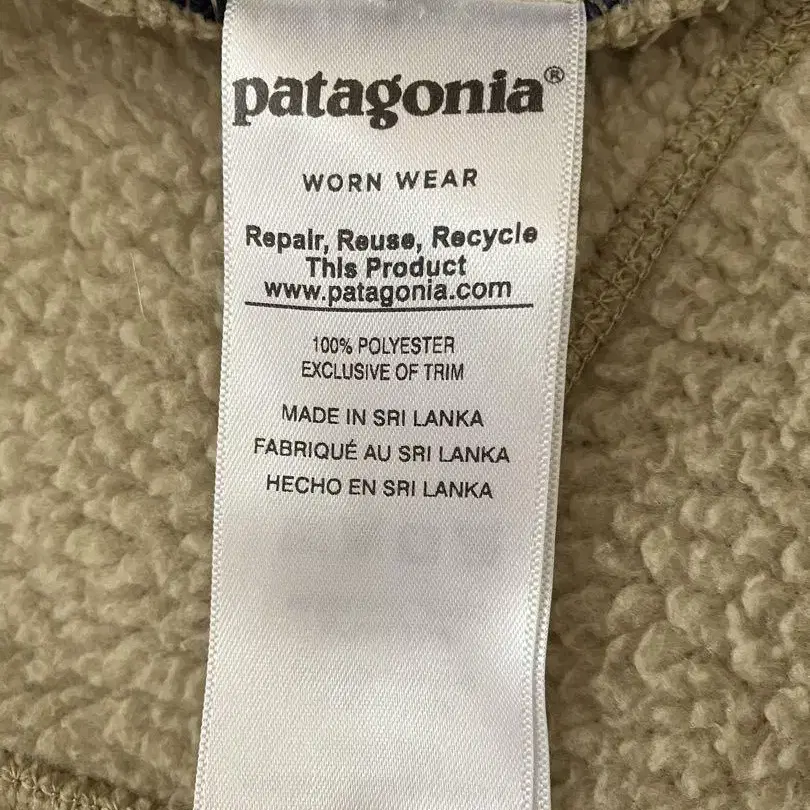 patagonia®
WORN WEAR
Repair, Reuse, Recycle
This Product
www.patagonia.com
100% POLYESTER
EXCLUSIVE OF TRIM
MADE IN SRI LANKA
FABRIQUÉ AU SRI LANKA
HECHO EN SRI LANKA